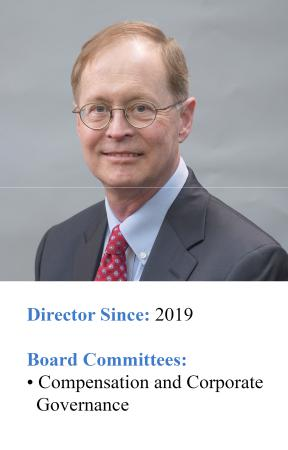 Director Since: 2019
Board Committees:
• Compensation and Corporate
Governance